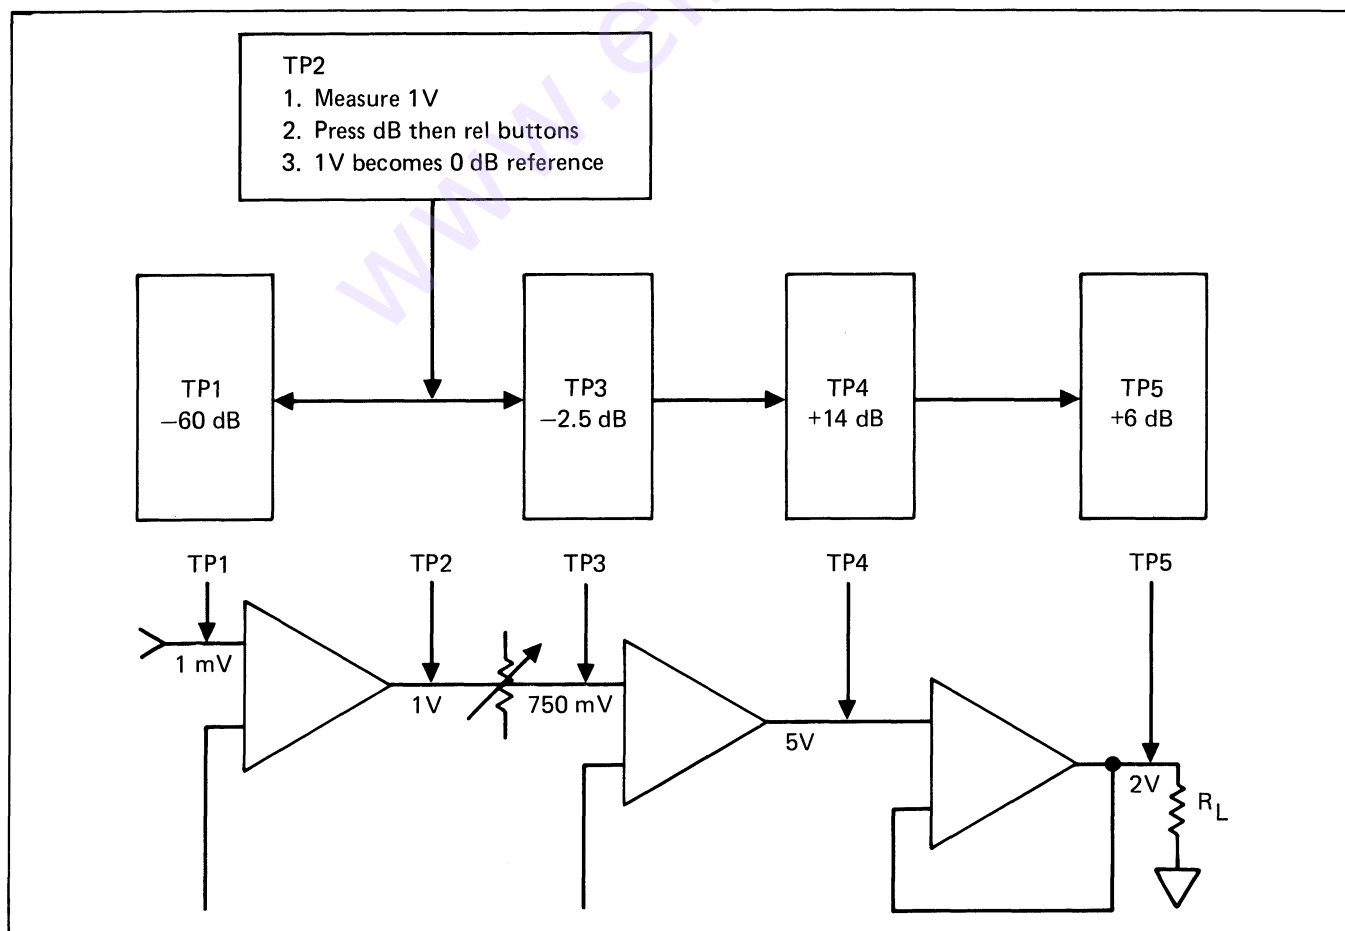 TP2
1. Measure 1V
2. Press dB then rel buttons
3. 1V becomes 0 dB reference
TP1
−60 dB
TP3
−2.5 dB
TP4
+14 dB
TP5
+6 dB
TP1
TP2
TP3
TP4
TP5
1 mV
1V
750 mV
5V
2V
RL